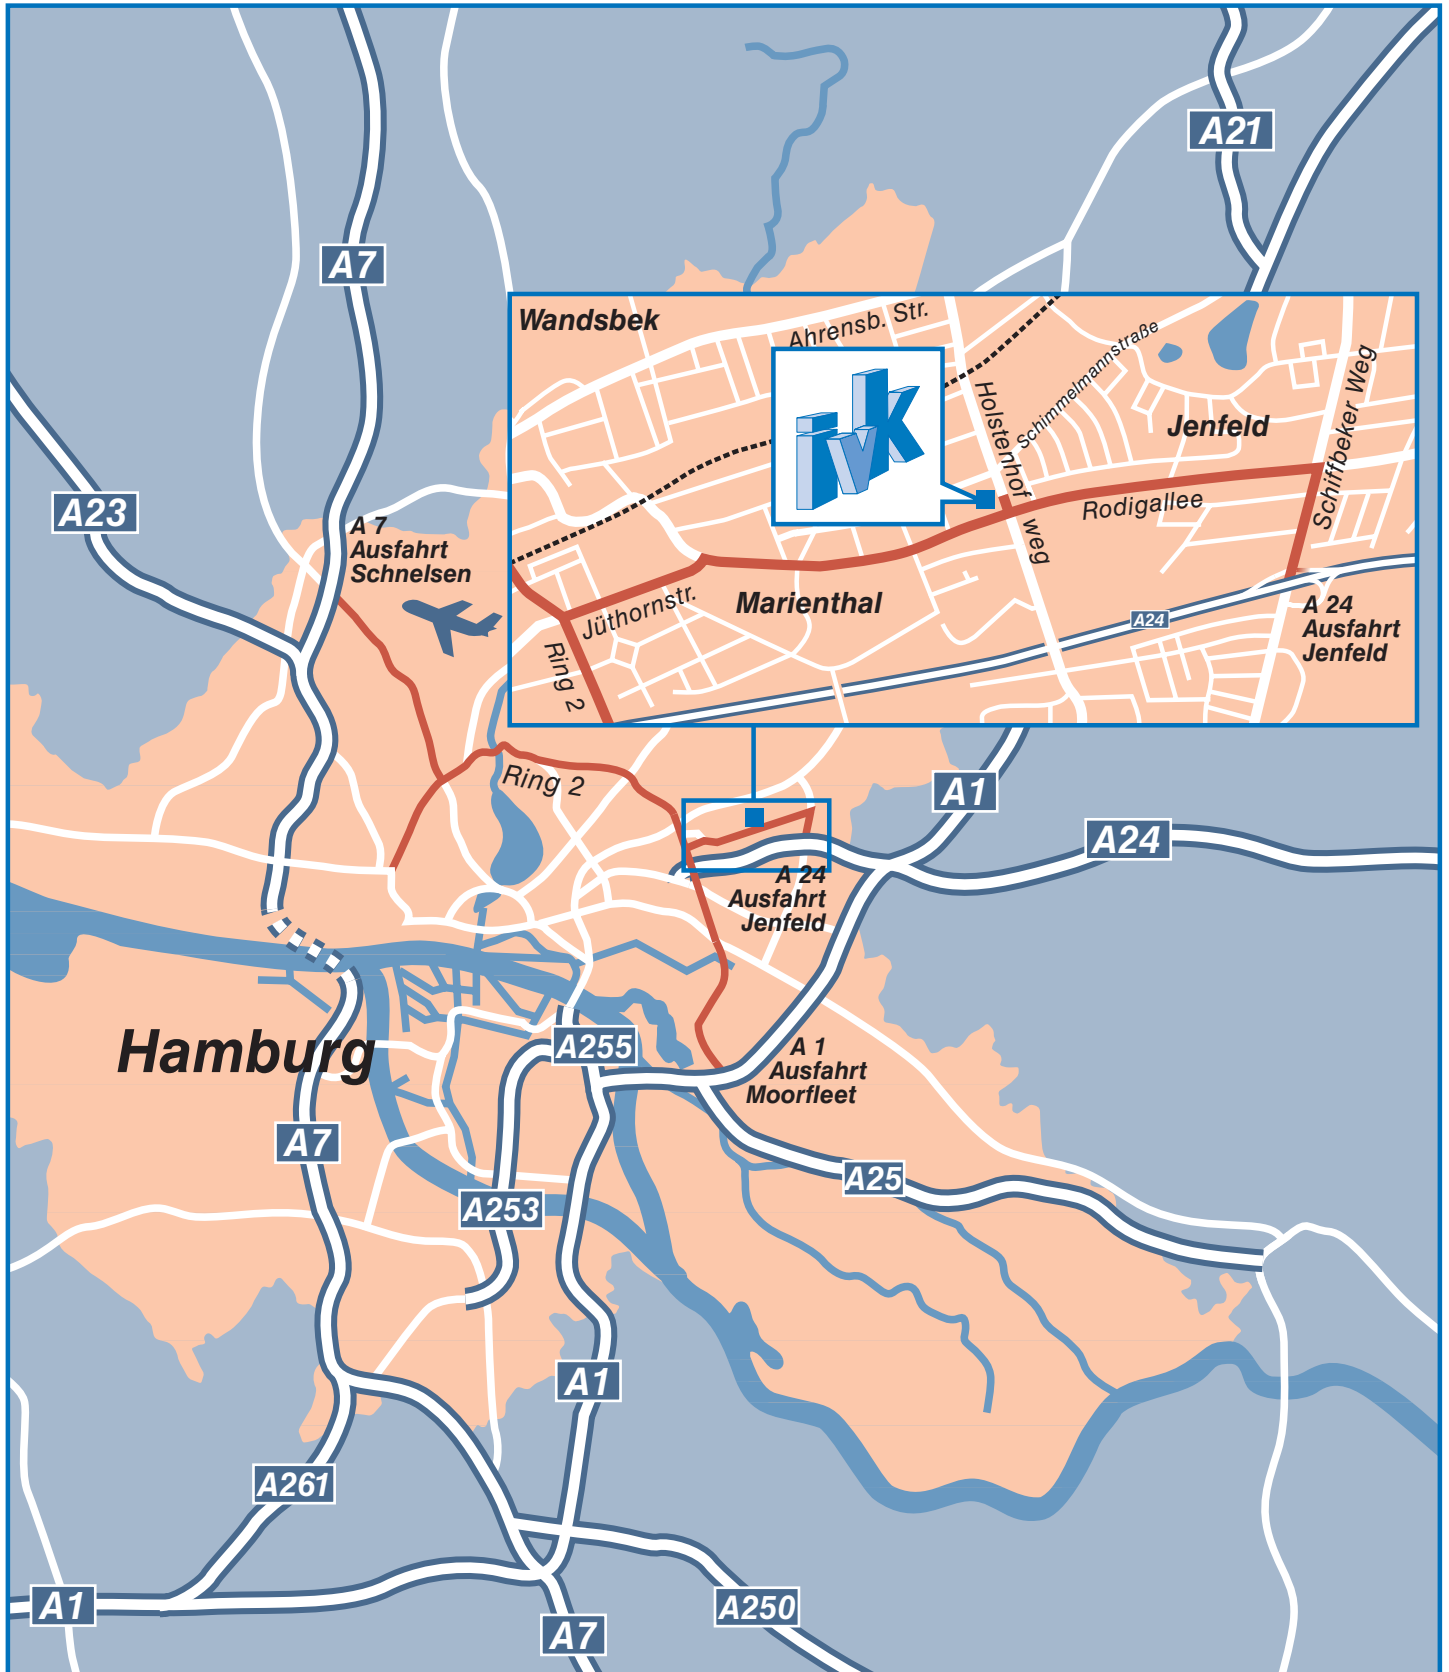 A21
A7
Wandsbek
Ahrensb. Str.
Schimmelmannstraße
Holstenhof weg
Jenfeld
Schiffbeker Weg
ivk
Rodigallee
A23
A 7
Ausfahrt
Schnelsen
Jüthornstr.
Marienthal
A24
A 24
Ausfahrt
Jenfeld
Ring 2
Ring 2
A1
A24
A 24
Ausfahrt
Jenfeld
Hamburg
A255
A 1
Ausfahrt
Moorfleet
A7
A25
A253
A1
A261
A1
A250
A7